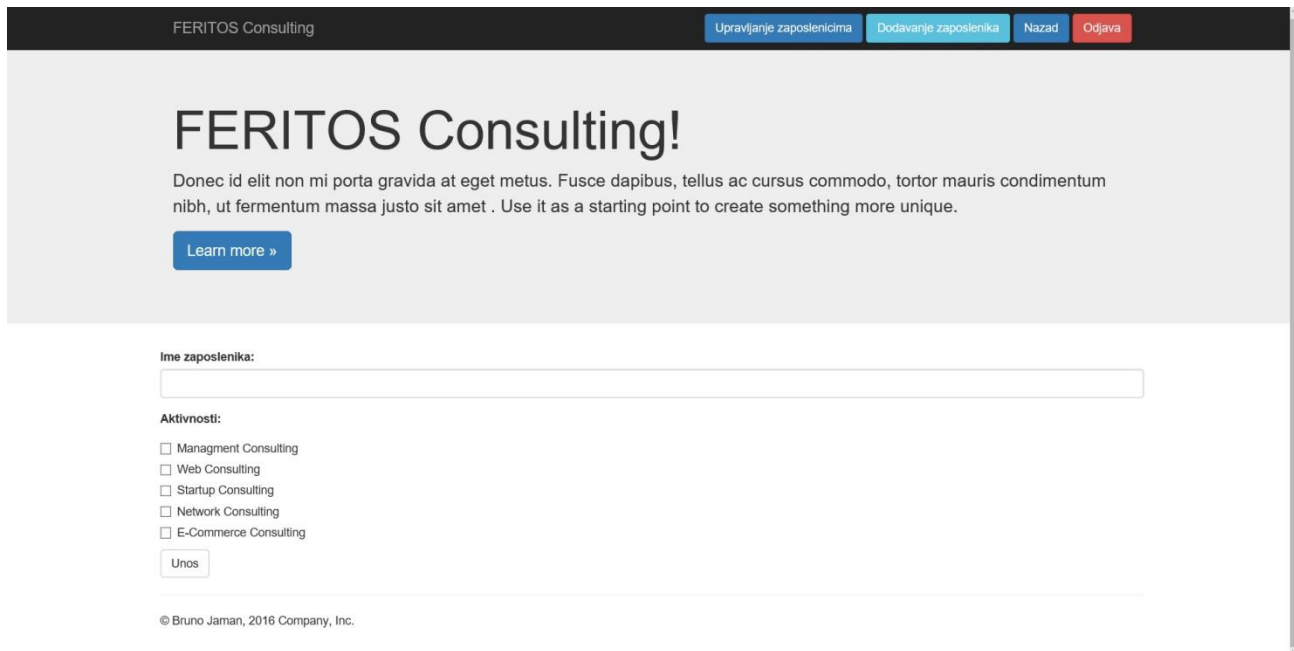 FERITOS Consulting
Upravljanje zaposlenicima
Dodavanje zaposlenika
Nazad
Odjava
FERITOS Consulting!
Donec id elit non mi porta gravida at eget metus. Fusce dapibus, tellus ac cursus commodo, tortor mauris condimentum
nibh, ut fermentum massa justo sit amet . Use it as a starting point to create something more unique.
Learn more »
Ime zaposlenika:
Aktivnosti:
Managment Consulting
Web Consulting
Startup Consulting
Network Consulting
E-Commerce Consulting
Unos
© Bruno Jaman, 2016 Company, Inc.